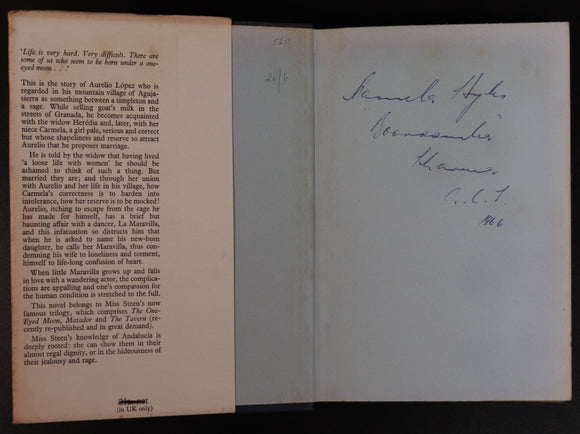 'Life is very hard. Very difficult. There are
some of us who seem to be born under a one-
eyed moon . . .'
This is the story of Aurelio López who is
regarded in his mountain village of Aguja-
sierra as something between a simpleton and
a sage. While selling goat's milk in the
streets of Granada, he becomes acquainted
with the widow Herédia and, later, with her
niece Carmela, a girl pale, serious and correct
but whose shapeliness and reserve so attract
Aurelio that he proposes marriage.
He is told by the widow that having lived
'a loose life with women' he should be
ashamed to think of such a thing. But
married they are; and through her union
with Aurelio and her life in his village, how
Carmela's correctness is to harden into
intolerance, how her reserve is to be mocked!
Aurelio, itching to escape from the cage he
has made for himself, has a brief but
haunting affair with a dancer, La Maravilla,
and this infatuation so distracts him that
when he is asked to name his new-born
daughter, he calls her Maravilla, thus con-
demning his wife to loneliness and torment,
himself to life-long confusion of heart.
When little Maravilla grows up and falls
in love with a wandering actor, the complica-
tions are appalling and one's compassion for
the human condition is stretched to the full.
This novel belongs to Miss Steen's now
famous trilogy, which comprises The One-
Eyed Moon, Matador and The Tavern (re-
cently re-published and in great demand).
Miss Steen's knowledge of Andalucía is
deeply rooted: she can show them in their
almost regal dignity, or in the hideousness of
their jealousy and rage.
(in UK only)
26/6
Pamela
1966